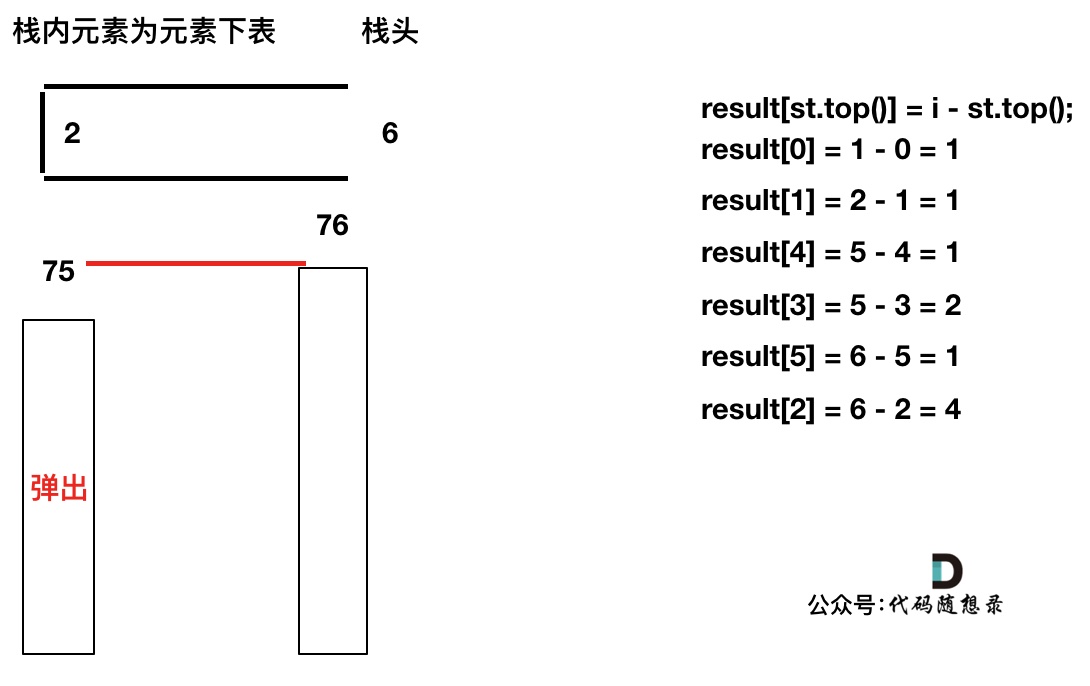 栈内元素为元素下表
栈头
2
6
76
75
弹出
result[st.top()] = i - st.top();
result[0] = 1 - 0 = 1
result[1] = 2 - 1 = 1
result[4] = 5 - 4 = 1
result[3] = 5 - 3 = 2
result[5] = 6 - 5 = 1
result[2] = 6 - 2 = 4
公众号:代码随想录